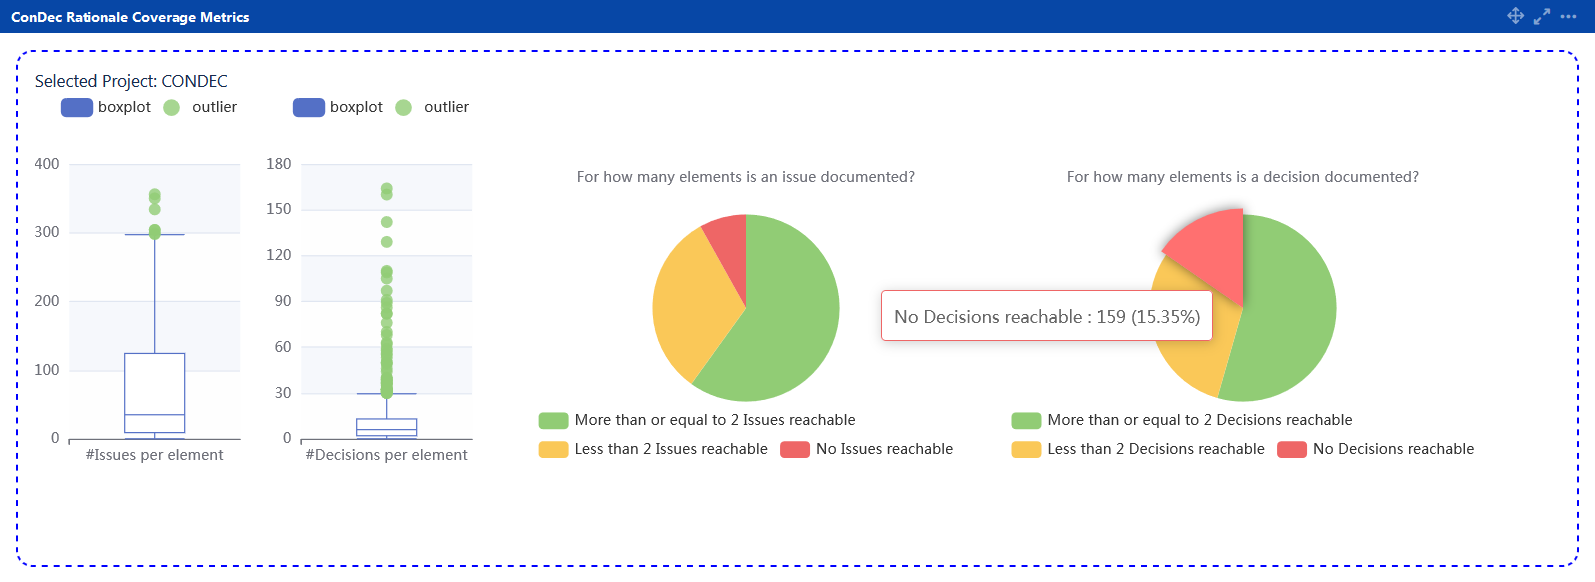 ConDec Rationale Coverage Metrics
Selected Project: CONDEC
boxplot outlier
boxplot outlier
400
300
200
100
0
#Issues per element
180
150
120
90
60
30
0
#Decisions per element
For how many elements is an issue documented?
More than or equal to 2 Issues reachable
Less than 2 Issues reachable No Issues reachable
For how many elements is a decision documented?
No Decisions reachable : 159 (15.35%)
More than or equal to 2 Decisions reachable
Less than 2 Decisions reachable No Decisions reachable